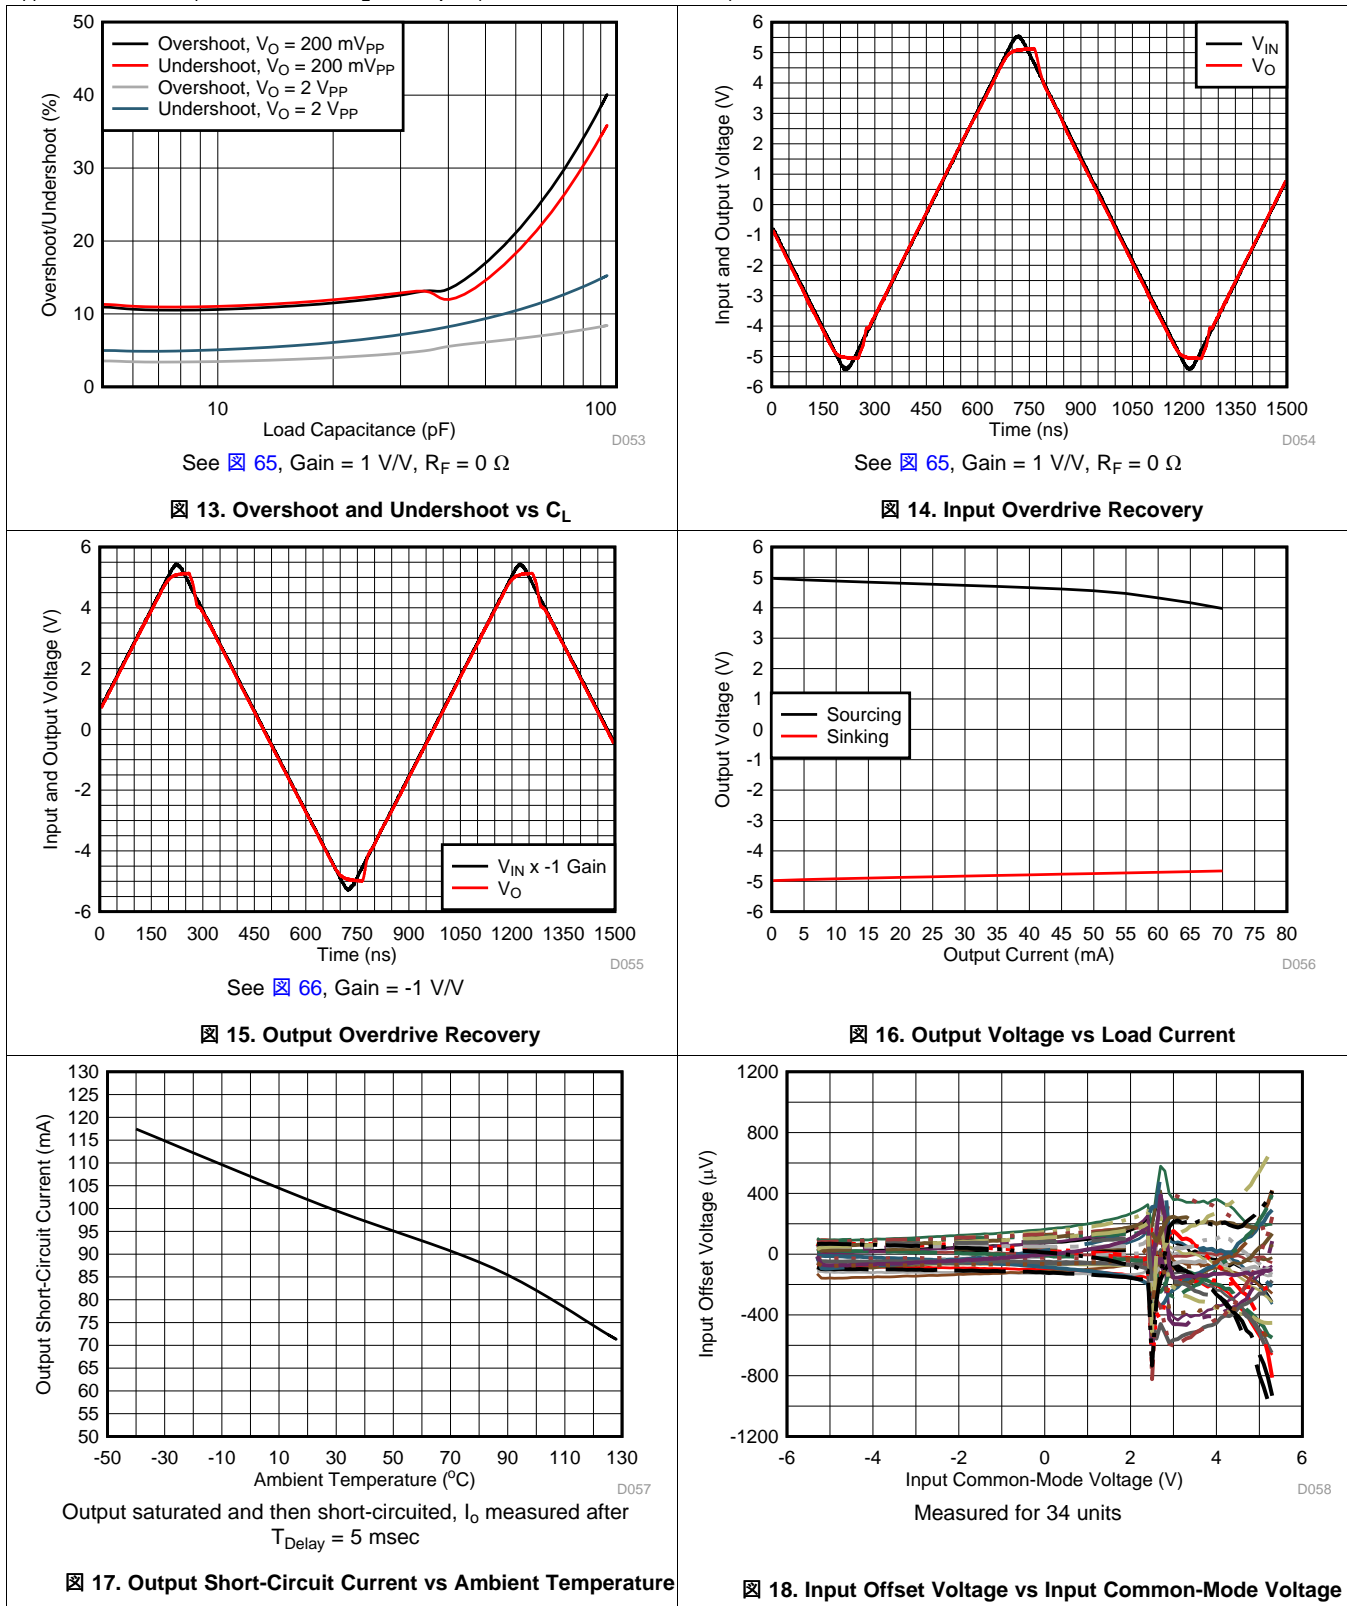 50
40
30
20
10
0
Overshoot/Undershoot (%)
Overshoot, VO = 200 mVPP
Undershoot, VO = 200 mVPP
Overshoot, VO = 2 VPP
Undershoot, VO = 2 VPP
10 100
Load Capacitance (pF)
D053
See 図 65, Gain = 1 V/V, RF = 0 Ω
図 13. Overshoot and Undershoot vs CL
6
5
4
3
2
1
0
-1
-2
-3
-4
-5
-6
Input and Output Voltage (V)
VIN
VO
0 150 300 450 600 750 900 1050 1200 1350 1500
Time (ns)
D054
See 図 65, Gain = 1 V/V, RF = 0 Ω
図 14. Input Overdrive Recovery
6
4
2
0
-2
-4
-6
Input and Output Voltage (V)
VIN x -1 Gain
VO
0 150 300 450 600 750 900 1050 1200 1350 1500
Time (ns)
D055
See 図 66, Gain = -1 V/V
図 15. Output Overdrive Recovery
6
5
4
3
2
1
0
-1
-2
-3
-4
-5
-6
Output Voltage (V)
Sourcing
Sinking
0 5 10 15 20 25 30 35 40 45 50 55 60 65 70 75 80
Output Current (mA)
D056
図 16. Output Voltage vs Load Current
130
125
120
115
110
105
100
95
90
85
80
75
70
65
60
55
50
Output Short-Circuit Current (mA)
-50 -30 -10 10 30 50 70 90 110 130
Ambient Temperature (°C)
D057
Output saturated and then short-circuited, Io measured after
TDelay = 5 msec
図 17. Output Short-Circuit Current vs Ambient Temperature
1200
800
400
0
-400
-800
-1200
Input Offset Voltage (μV)
-6 -4 -2 0 2 4 6
Input Common-Mode Voltage (V)
D058
Measured for 34 units
図 18. Input Offset Voltage vs Input Common-Mode Voltage